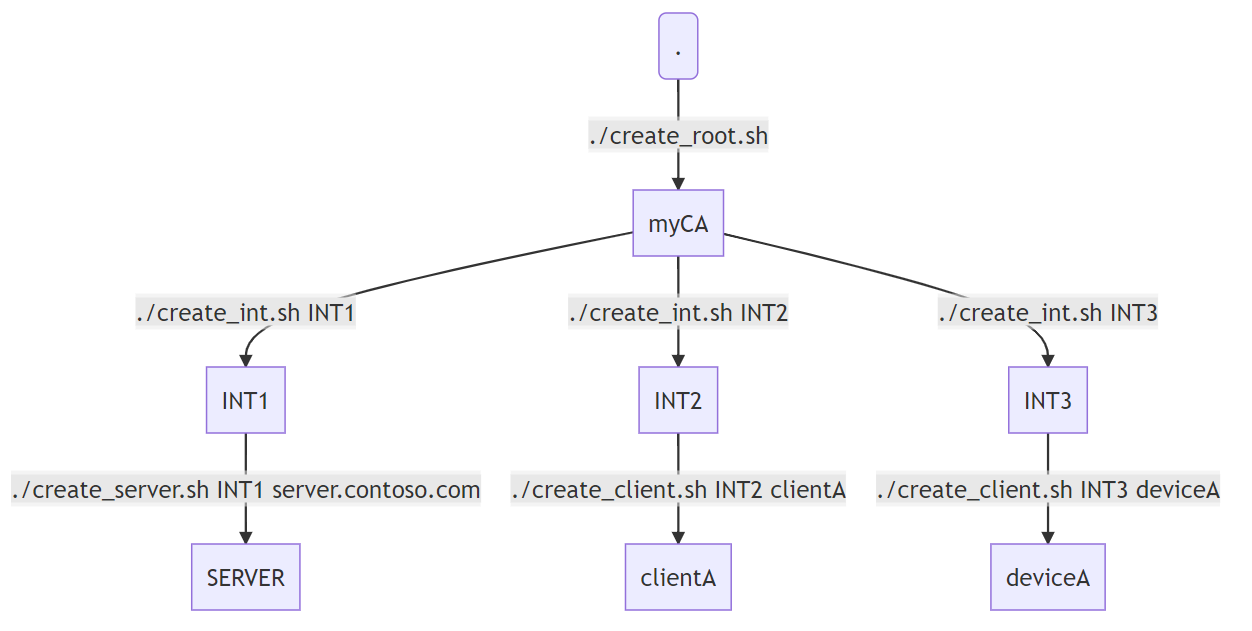 .
./create_root.sh
myCA
./create_int.sh INT1
./create_int.sh INT2
./create_int.sh INT3
INT1
INT2
INT3
./create_server.sh INT1 server.contoso.com
./create_client.sh INT2 clientA
./create_client.sh INT3 deviceA
SERVER
clientA
deviceA